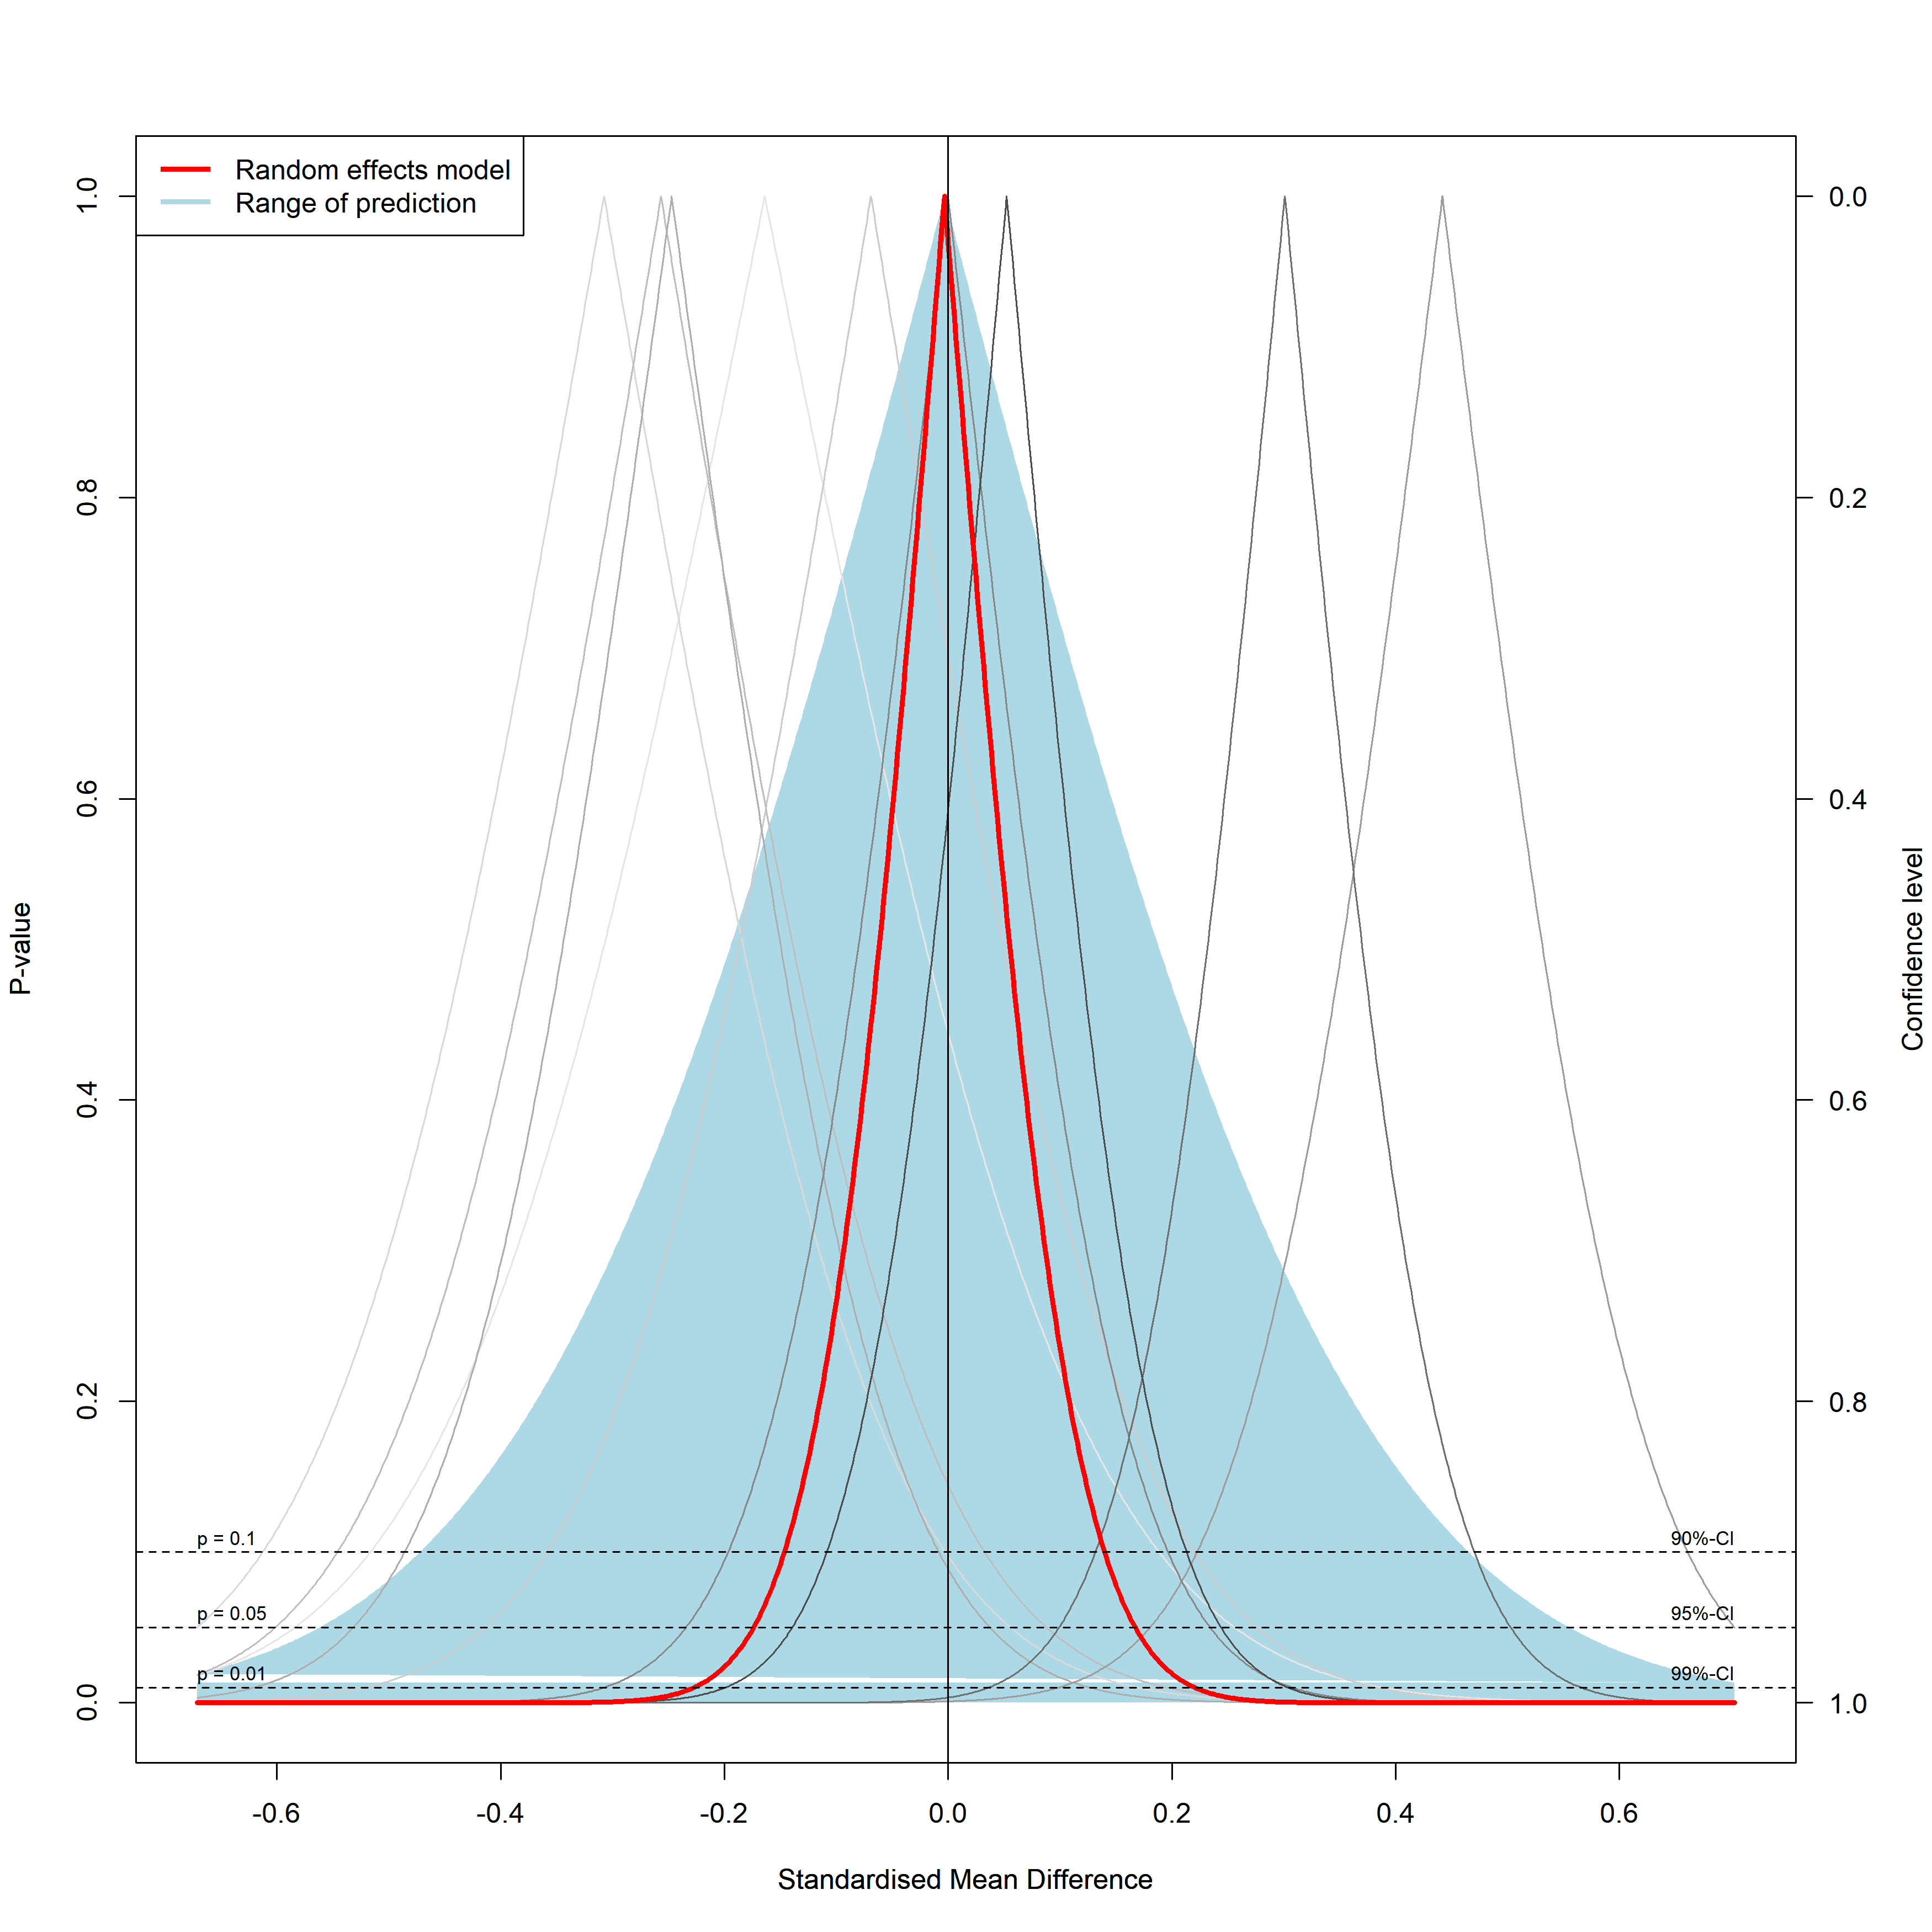 Random effects model
Range of prediction
1.0
0.8
0.6
0.4
0.2
0.0
P-value
0.0
0.2
0.4
0.6
0.8
1.0
Confidence level
p = 0.1
90%-CI
p = 0.05
95%-CI
p = 0.01
99%-CI
-0.6
-0.4
-0.2
0.0
0.2
0.4
0.6
Standardised Mean Difference